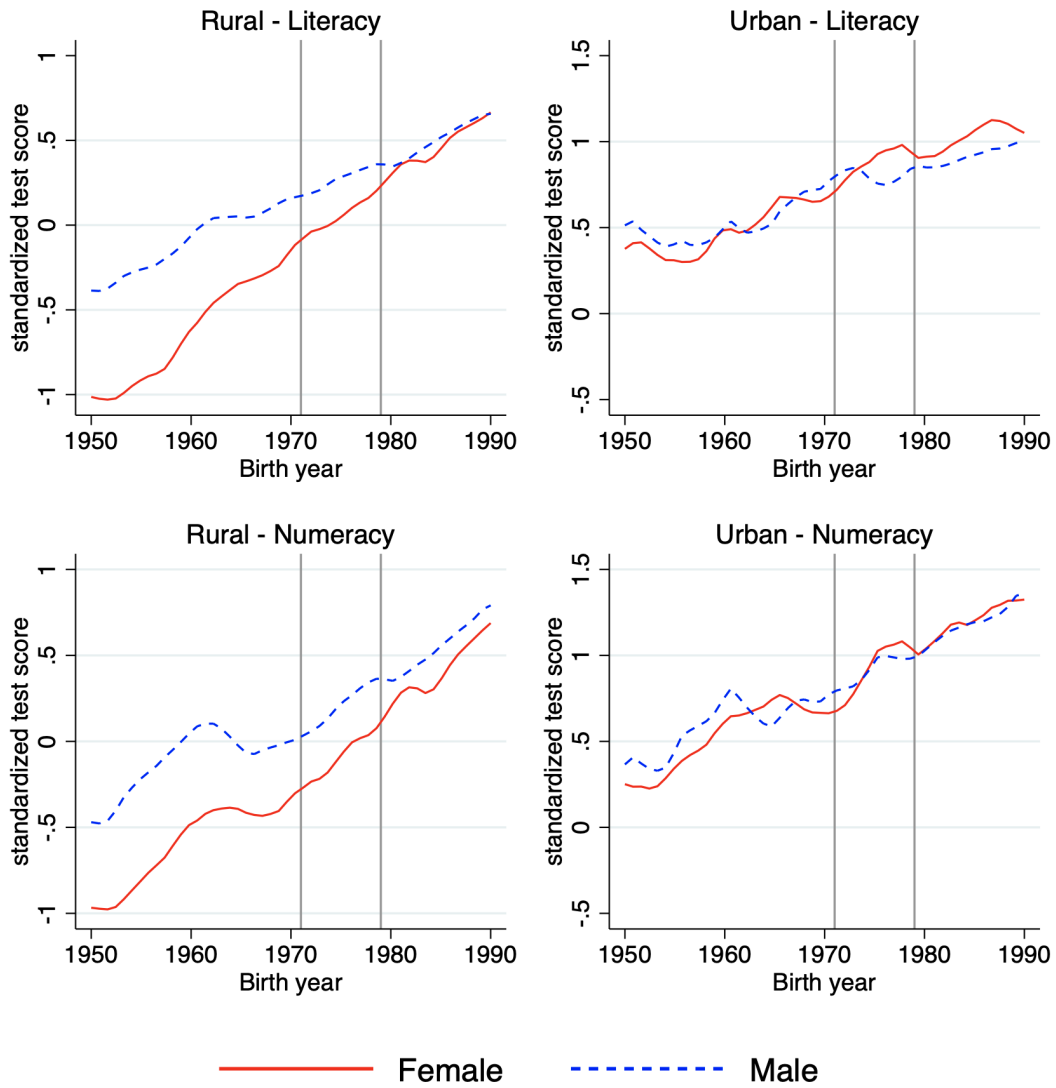 Rural - Literacy
standardized test score
1
.5
0
-.5
-1
1950 1960 1970 1980 1990
Birth year
Urban - Literacy
standardized test score
1.5
1
.5
0
-.5
1950 1960 1970 1980 1990
Birth year
Rural - Numeracy
standardized test score
1
.5
0
-.5
-1
1950 1960 1970 1980 1990
Birth year
Urban - Numeracy
standardized test score
1.5
1
.5
0
-.5
1950 1960 1970 1980 1990
Birth year
Female Male